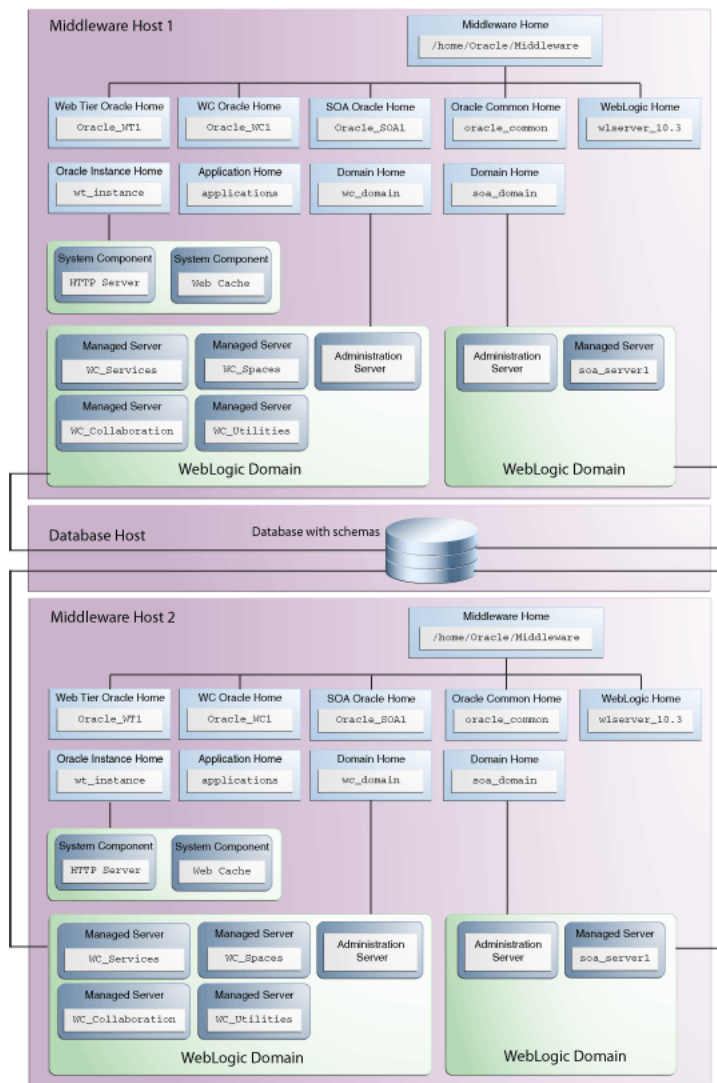 Middleware Host 1
Middleware Home
/home/Oracle/Middleware
Web Tier Oracle Home
Oracle_WT1
WC Oracle Home
Oracle_WC1
SOA Oracle Home
Oracle_SOA1
Oracle Common Home
oracle_common
WebLogic Home
wlserver_10.3
Oracle Instance Home
wt_instance
Application Home
applications
Domain Home
wc_domain
Domain Home
soa_domain
System Component
HTTP Server
System Component
Web Cache
Managed Server
WC_Services
Managed Server
WC_Spaces
Administration
Server
Managed Server
WC_Collaboration
Managed Server
WC_Utilities
WebLogic Domain
Administration
Server
Managed Server
soa_server1
WebLogic Domain
Database Host
Database with schemas
Middleware Host 2
Middleware Home
/home/Oracle/Middleware
Web Tier Oracle Home
Oracle_WT1
WC Oracle Home
Oracle_WC1
SOA Oracle Home
Oracle_SOA1
Oracle Common Home
oracle_common
WebLogic Home
wlserver_10.3
Oracle Instance Home
wt_instance
Application Home
applications
Domain Home
wc_domain
Domain Home
soa_domain
System Component
HTTP Server
System Component
Web Cache
Managed Server
WC_Services
Managed Server
WC_Spaces
Administration
Server
Managed Server
WC_Collaboration
Managed Server
WC_Utilities
WebLogic Domain
Administration
Server
Managed Server
soa_server1
WebLogic Domain